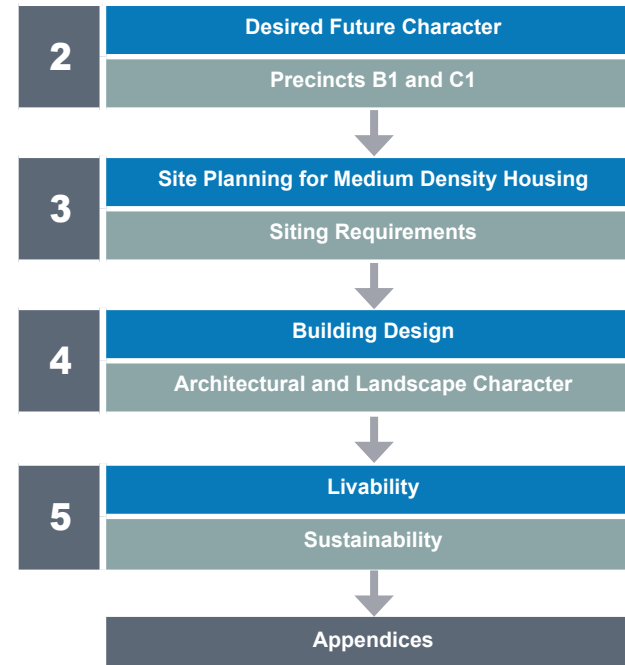 2
Desired Future Character
Precincts B1 and C1
3
Site Planning for Medium Density Housing
Siting Requirements
4
Building Design
Architectural and Landscape Character
5
Livability
Sustainability
Appendices